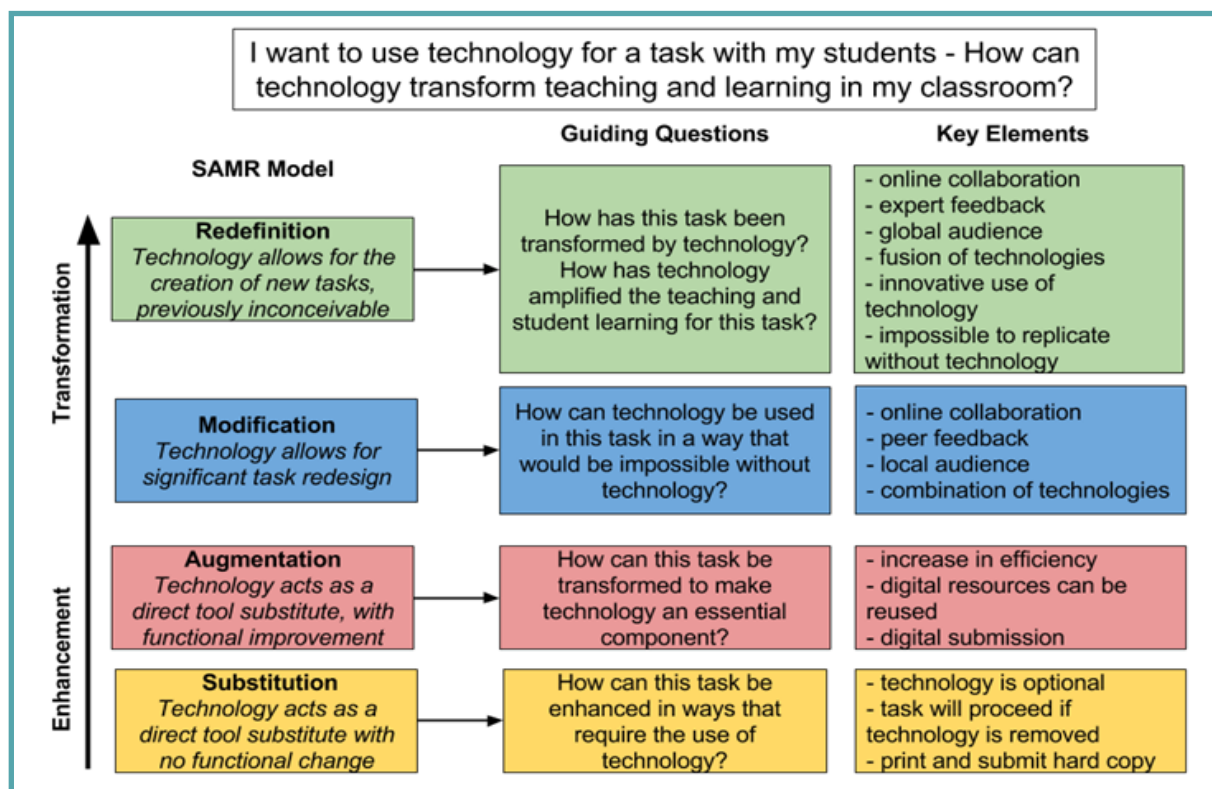 I want to use technology for a task with my students - How can
technology transform teaching and learning in my classroom?
SAMR Model
Guiding Questions
Key Elements
Transformation
Redefinition
Technology allows for the
creation of new tasks,
previously inconceivable
How has this task been
transformed by technology?
How has technology
amplified the teaching and
student learning for this task?
- online collaboration
- expert feedback
- global audience
- fusion of technologies
- innovative use of
technology
- impossible to replicate
without technology
Modification
Technology allows for
significant task redesign
How can technology be used
in this task in a way that
would be impossible without
technology?
- online collaboration
- peer feedback
- local audience
- combination of technologies
Enhancement
Augmentation
Technology acts as a
direct tool substitute, with
functional improvement
How can this task be
transformed to make
technology an essential
component?
- increase in efficiency
- digital resources can be
reused
- digital submission
Substitution
Technology acts as a
direct tool substitute with
no functional change
How can this task be
enhanced in ways that
require the use of
technology?
- technology is optional
- task will proceed if
technology is removed
- print and submit hard copy